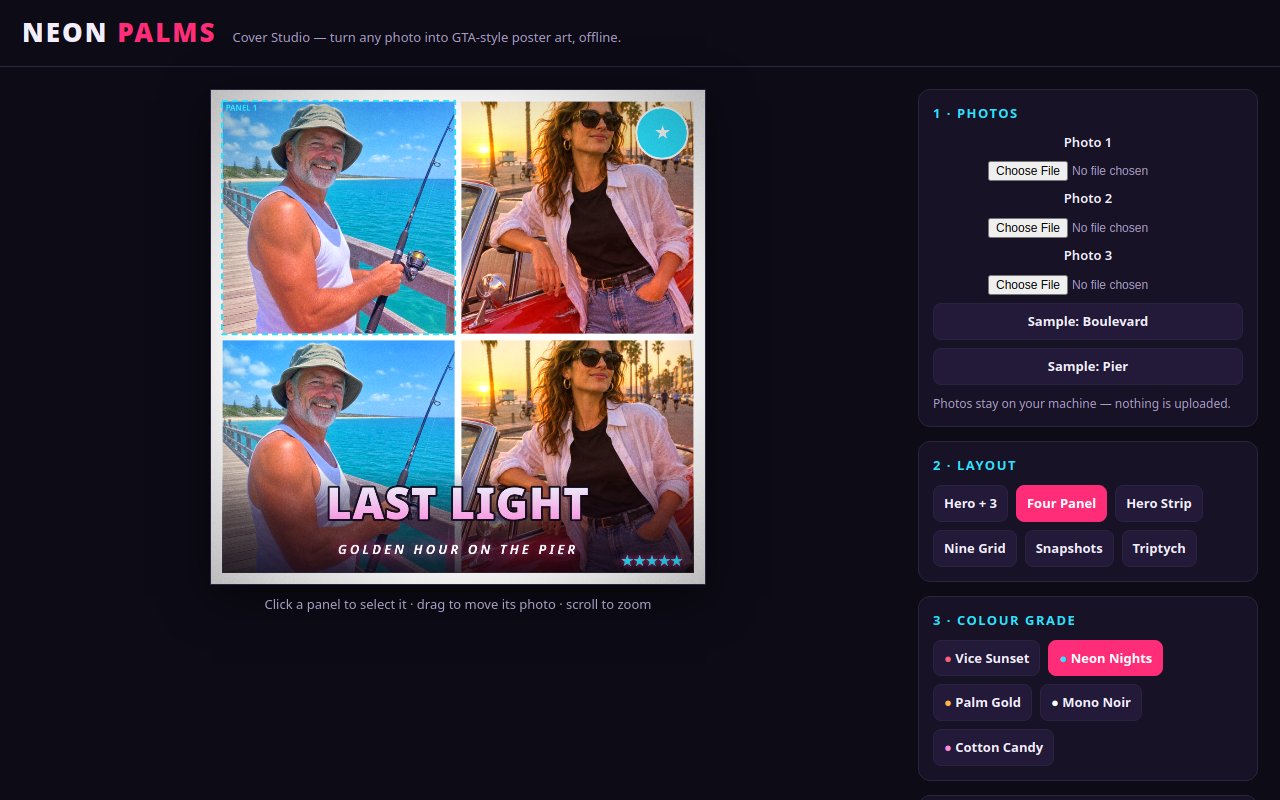 NEON PALMS
Cover Studio — turn any photo into GTA-style poster art, offline.
PANEL 1
LAST LIGHT
GOLDEN HOUR ON THE PIER
Click a panel to select it · drag to move its photo · scroll to zoom
1 · PHOTOS
Photo 1
Choose File No file chosen
Photo 2
Choose File No file chosen
Photo 3
Choose File No file chosen
Sample: Boulevard
Sample: Pier
Photos stay on your machine — nothing is uploaded.
2 · LAYOUT
Hero + 3 Four Panel Hero Strip
Nine Grid Snapshots Triptych
3 · COLOUR GRADE
Vice Sunset Neon Nights
Palm Gold Mono Noir
Cotton Candy